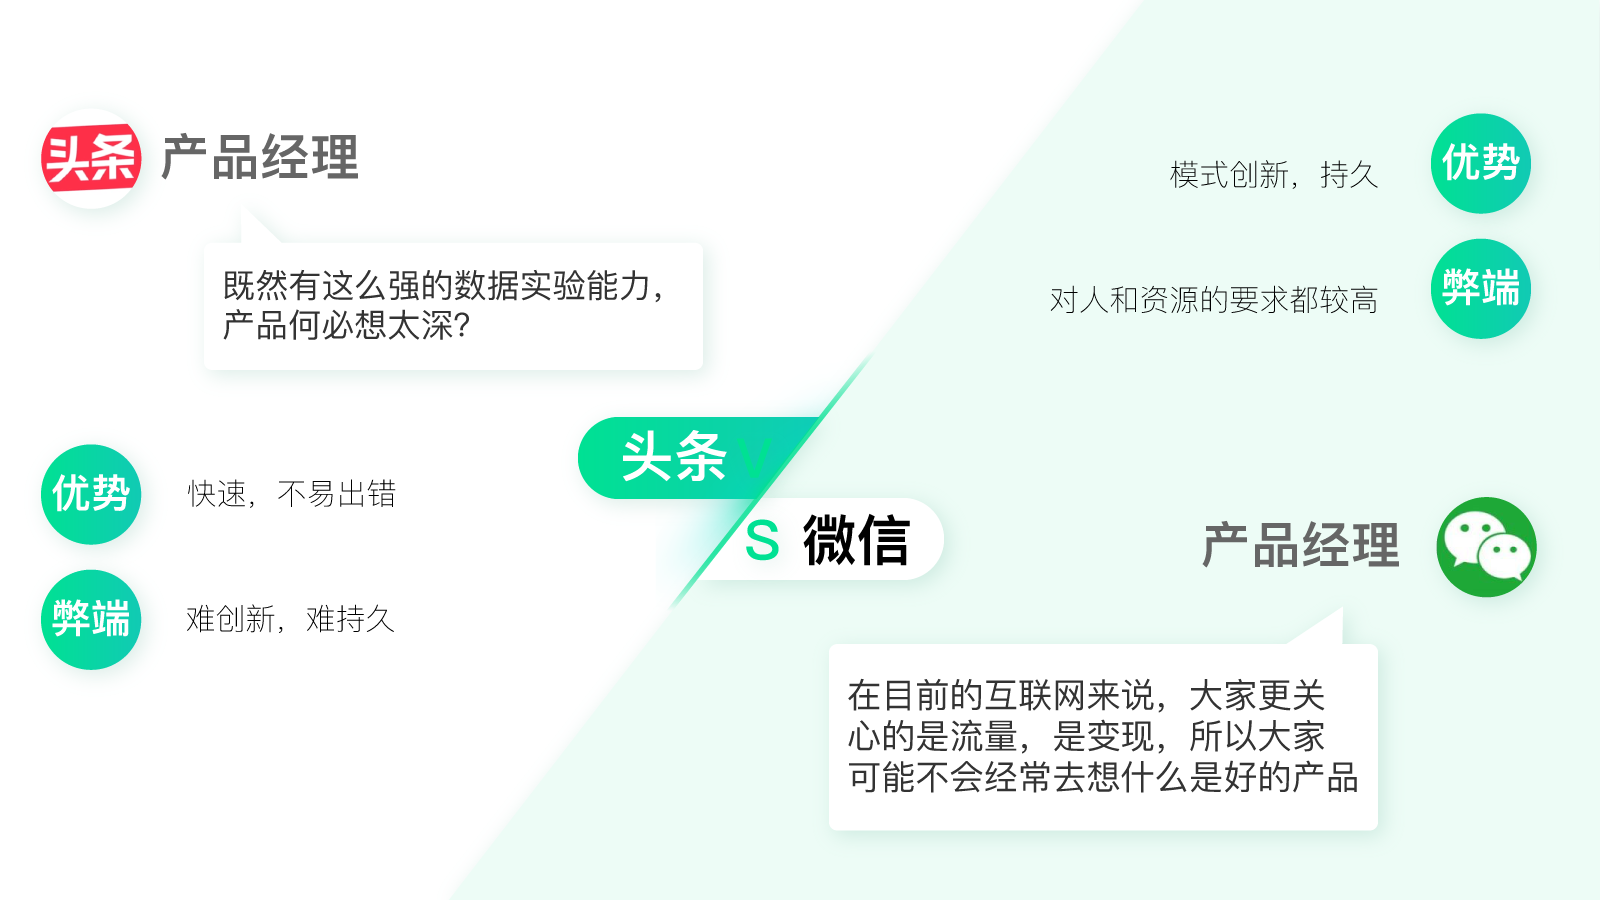 头条
产品经理
既然有这么强的数据实验能力，
产品何必想太深?
优势
快速，不易出错
弊端
难创新，难持久
头条 V
S 微信
模式创新，持久
优势
对人和资源的要求都较高
弊端
产品经理
在目前的互联网来说，大家更关
心的是流量，是变现，所以大家
可能不会经常去想什么是好的产品